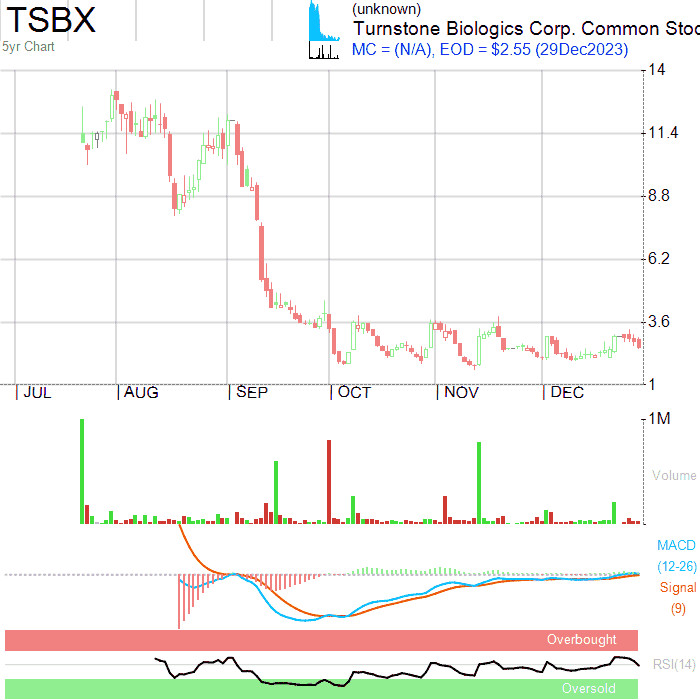 TSBX
5yr Chart
(unknown)
Turnstone Biologics Corp. Common Stoc
MC = (N/A), EOD = $2.55 (29Dec2023)
14
11.4
8.8
6.2
3.6
1
JUL AUG SEP OCT NOV DEC
1M
Volume
MACD
(12-26)
Signal
(9)
Overbought
RSI(14)
Oversold